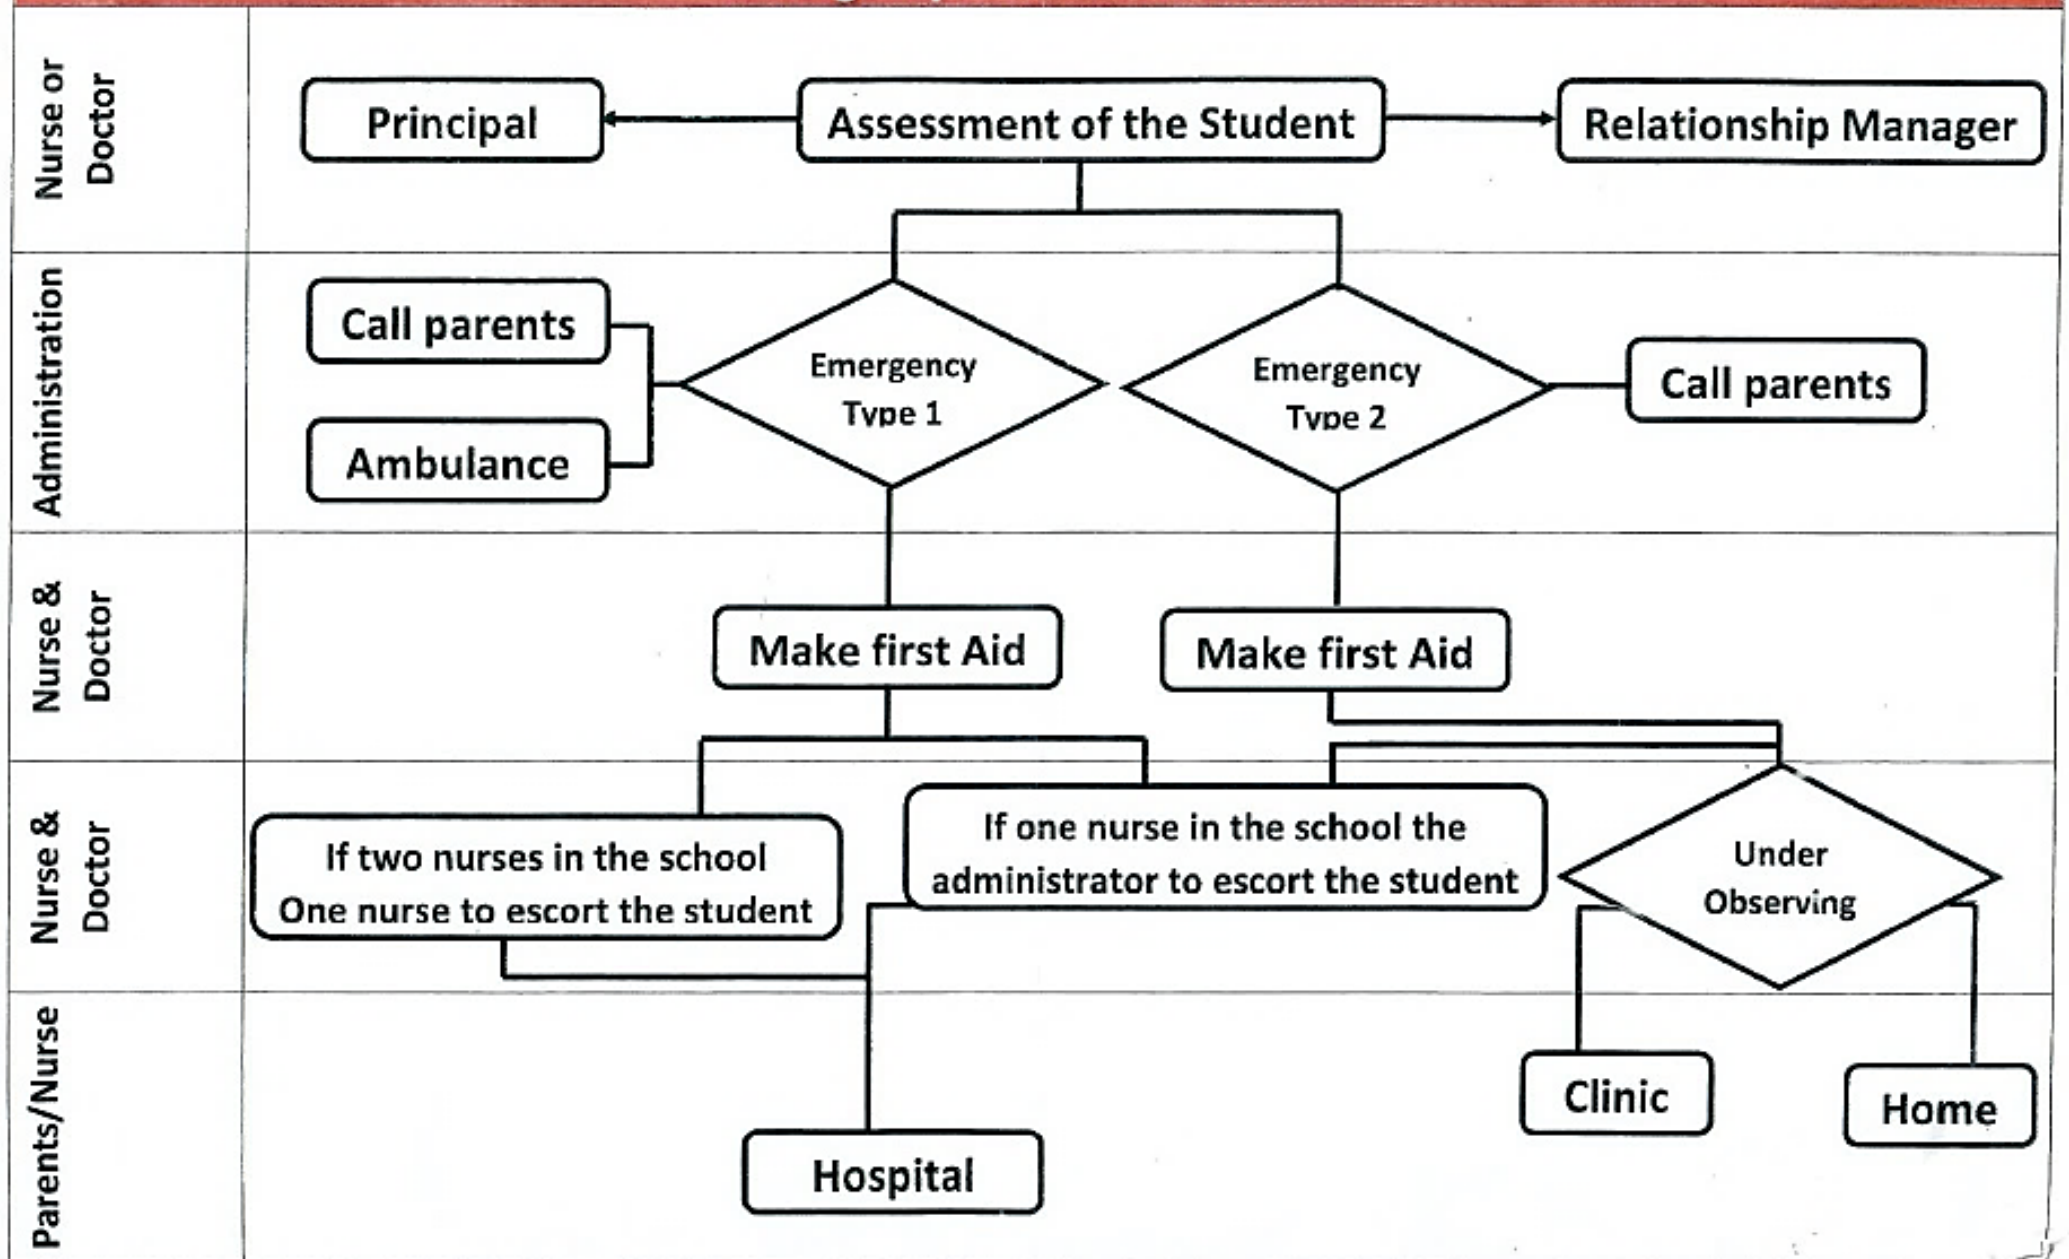 Nurse or
Doctor
Principal
Assessment of the Student
Relationship Manager
Administration
Call parents
Ambulance
Emergency
Type 1
Emergency
Type 2
Call parents
Nurse &
Doctor
Make first Aid
Make first Aid
Nurse &
Doctor
If two nurses in the school
One nurse to escort the student
If one nurse in the school the
administrator to escort the student
Under
Observing
Parents/Nurse
Clinic
Home
Hospital